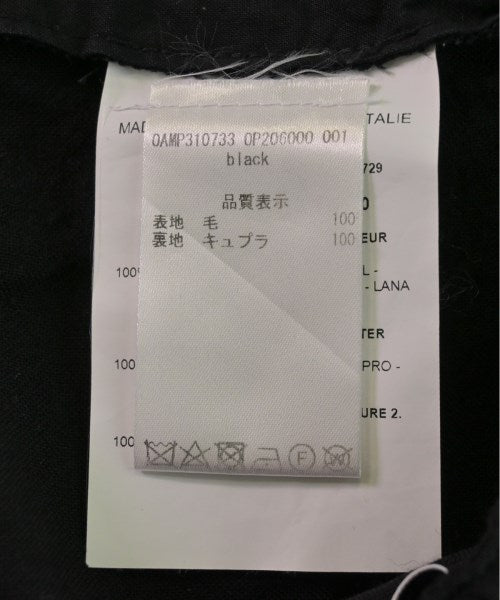 MAD
TALIE
0AMP310733 0P206000 001
black
729
0
品質表示
表地 毛 100
裏地 キュプラ 100
EUR
100%
L -
- LANA
TER
100
PRO -
URE 2.
100
F
W